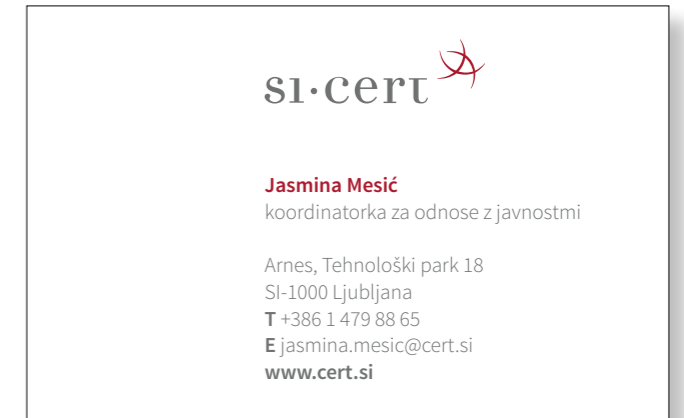 si·cert
Jasmina Mesić
koordinatorka za odnose z javnostmi
Arnes, Tehnološki park 18
SI-1000 Ljubljana
T +386 1 479 88 65
E jasmina.mesic@cert.si
www.cert.si